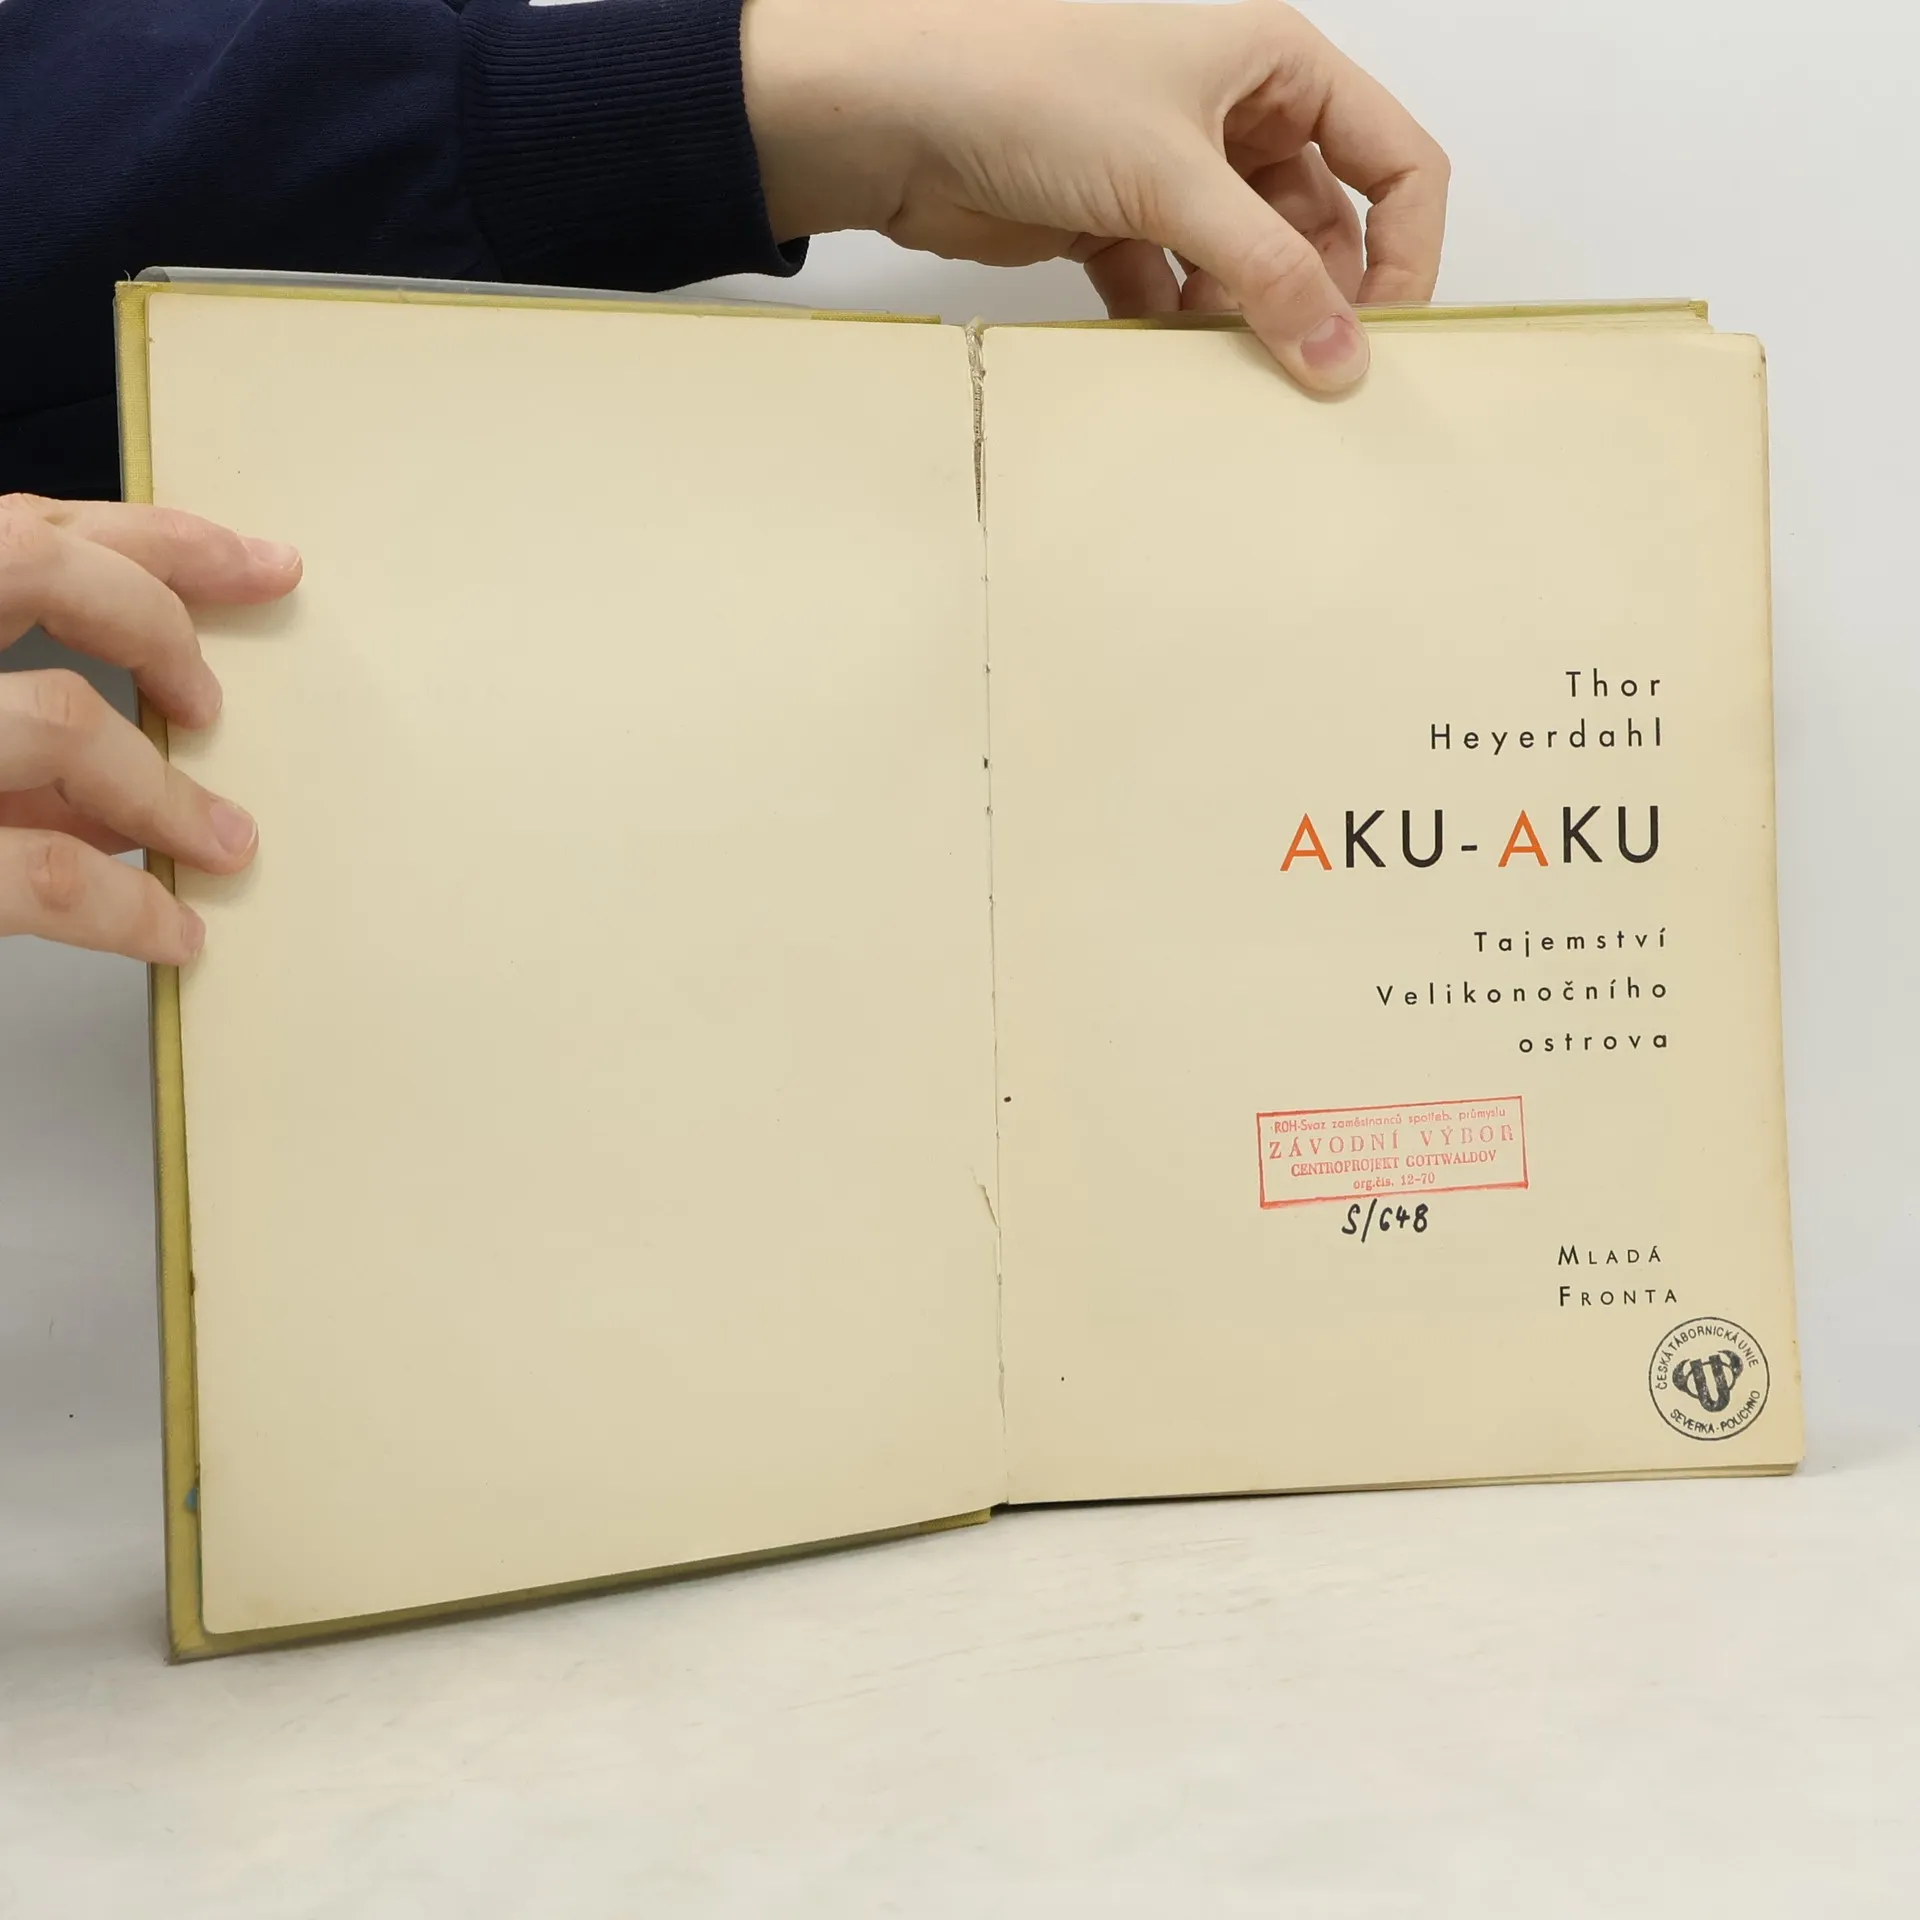 Thor
Heyerdahl
AKU-AKU
Tajemství
Velikonočního
ostrova
ROH-Svaz zaměstnanců spotřeb. průmyslu
ZÁVODNÍ VÝBOR
CENTROPROJEKT GOTTWALDOV
org.čís. 12-70
S/648
MLADÁ
FRONTA
ČESKÁ TÁBORNICKÁ UNIE
SEVERKA-POLICHNO